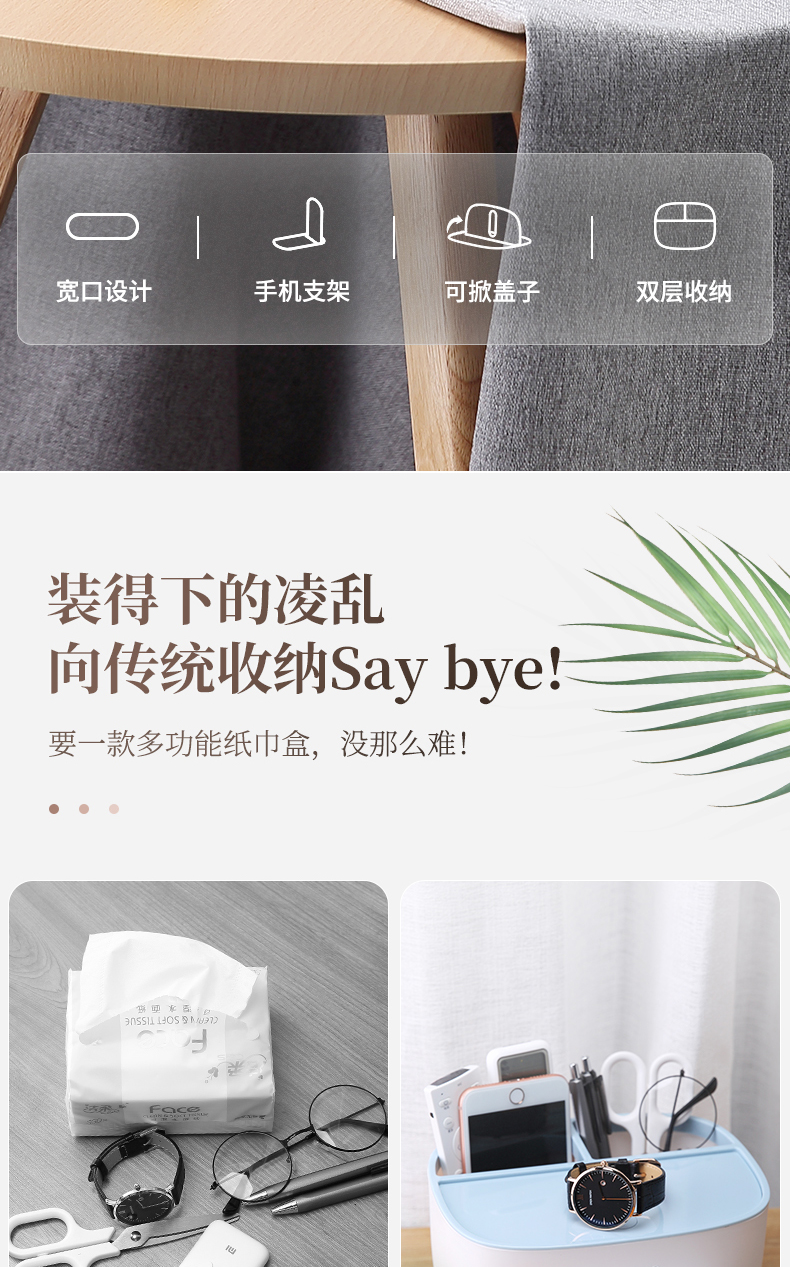 宽口设计
手机支架
可掀盖子
双层收纳
装得下的凌乱
向传统收纳Say bye!
要一款多功能纸巾盒，没那么难！
CLEAN & SOFT TISSUE
Face
Face